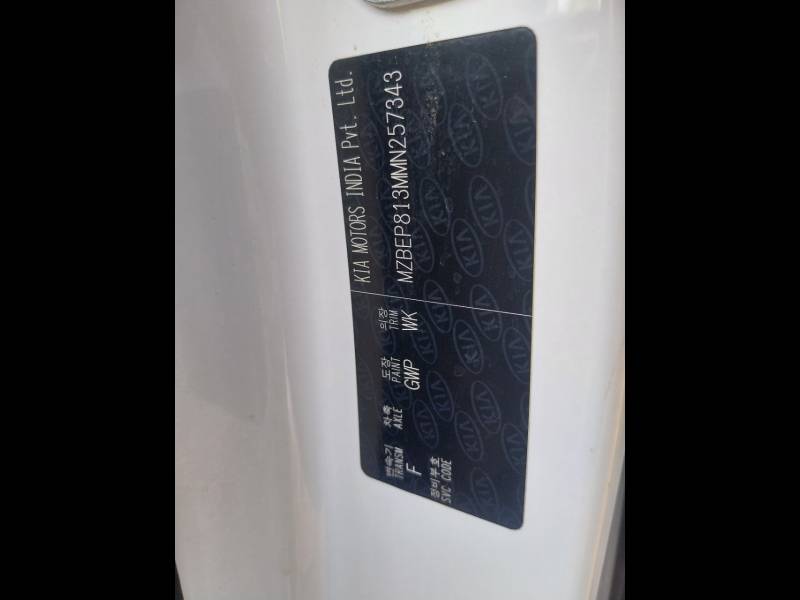 변속기 차축 도장 의장 KIA MOTORS INDIA Pvt. Ltd.
TRANSM AXLE PAINT TRIM
F GWP WK MZBEP813MMN257343
정비부호
SVC CODE